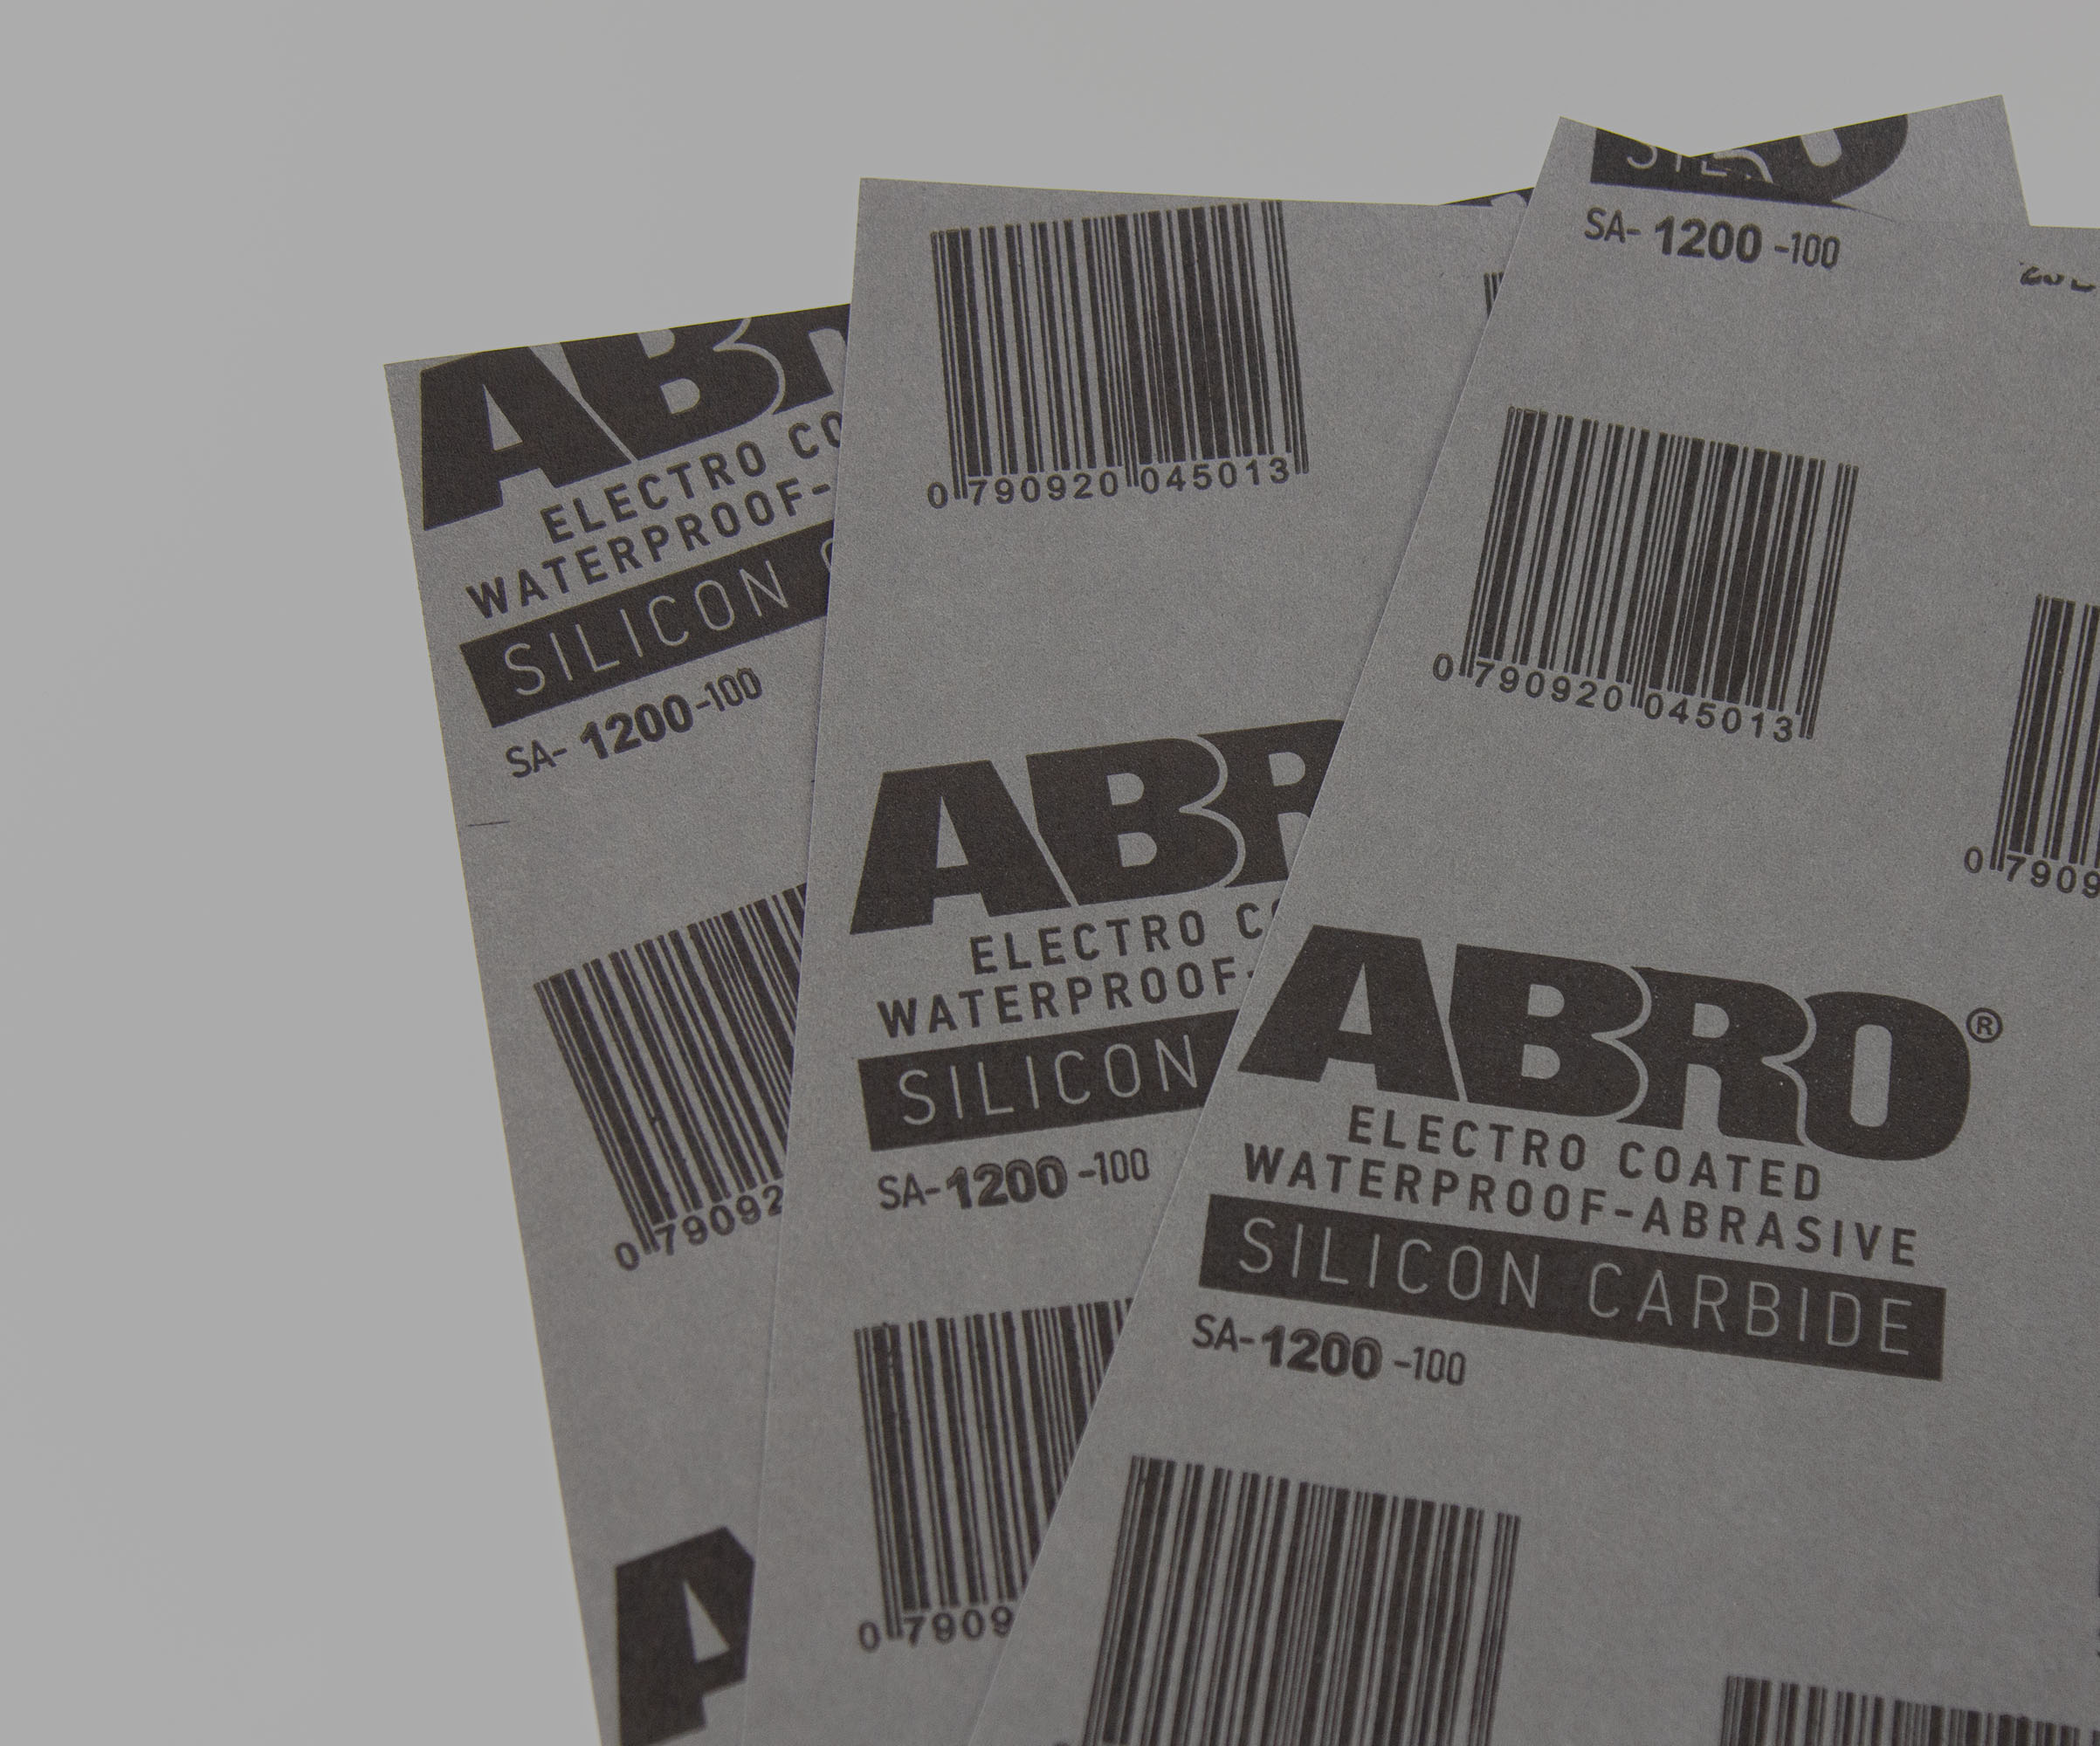 ABR
ELECTRO CO
WATERPROOF-
SILICON
SA-1200-100
0 79092
A
0 790920 045013
ABR
ELECTRO CO
WATERPROOF-
SILICON
SA-1200-100
0 7909
SA-1200-100
0 790920 045013
0 7909
ABRO®
ELECTRO COATED
WATERPROOF-ABRASIVE
SILICON CARBIDE
SA-1200-100